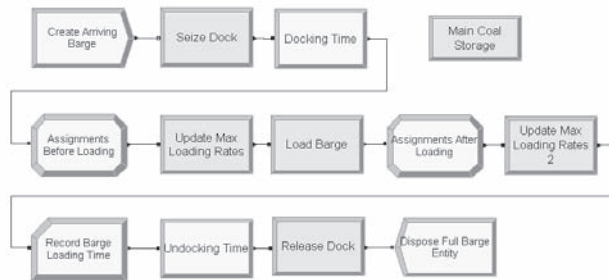 Create Arriving
Barge
Seize Dock
Docking Time
Main Coal
Storage
Assignments
Before Loading
Update Max
Loading Rates
Load Barge
Assignments After
Loading
Update Max
Loading Rates
2
Record Barge
Loading Time
Undocking Time
Release Dock
Dispose Full Barge
Entity